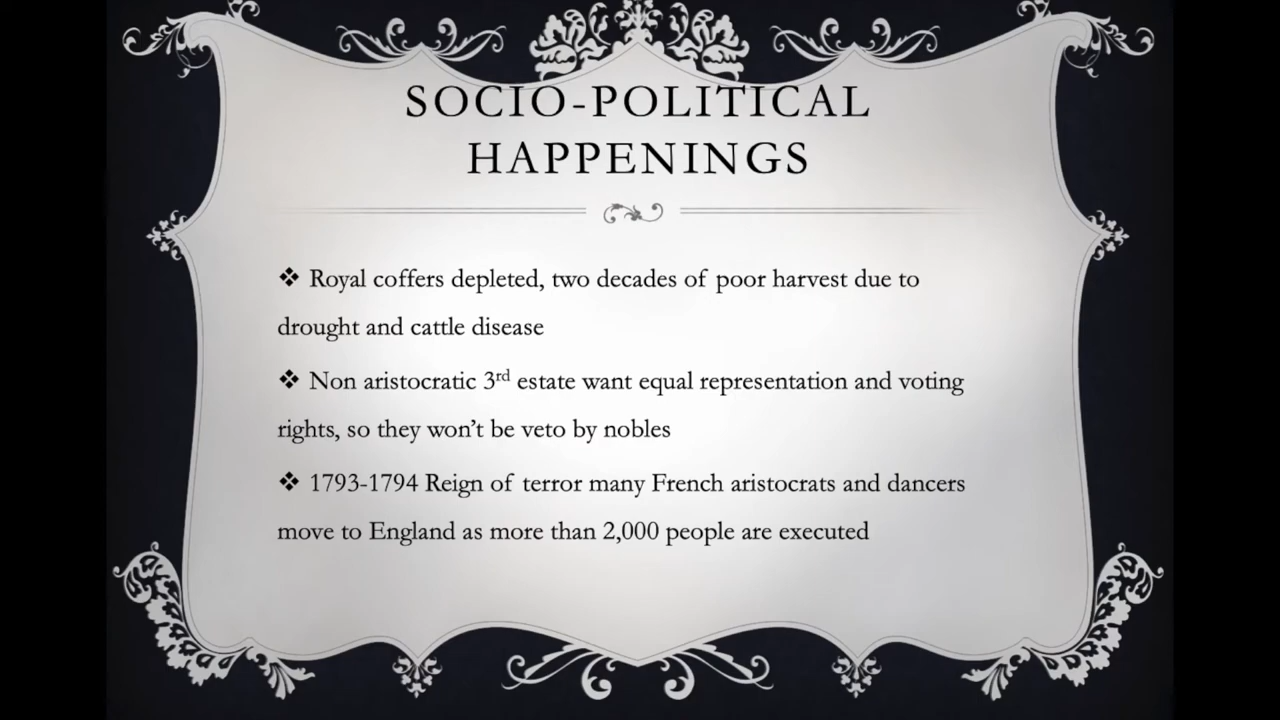 SOCIO-POLITICAL
HAPPENINGS
❖ Royal coffers depleted, two decades of poor harvest due to
drought and cattle disease
❖ Non aristocratic 3rd estate want equal representation and voting
rights, so they won’t be veto by nobles
❖ 1793-1794 Reign of terror many French aristocrats and dancers
move to England as more than 2,000 people are executed